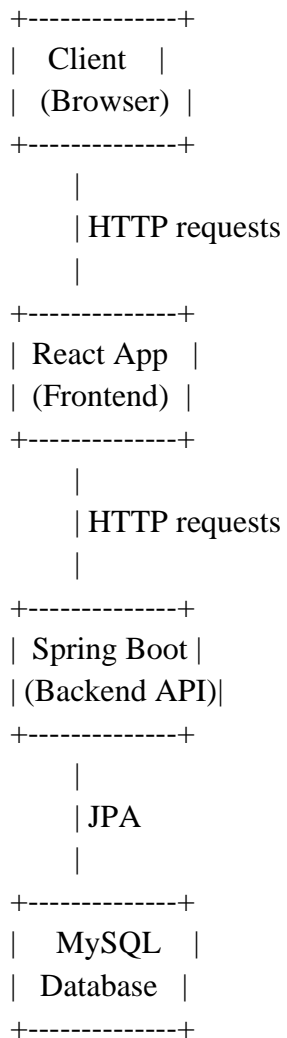 +--------------+
| Client |
| (Browser) |
+--------------+
|
| HTTP requests
|
+--------------+
| React App |
| (Frontend) |
+--------------+
|
| HTTP requests
|
+--------------+
| Spring Boot |
| (Backend API)|
+--------------+
|
| JPA
|
+--------------+
| MySQL |
| Database |
+--------------+